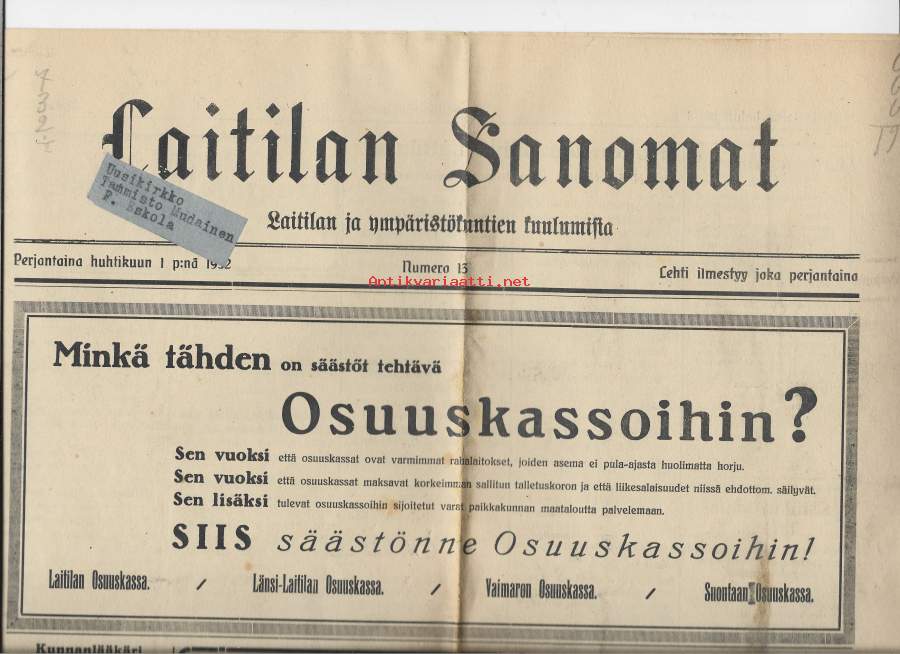 Laitilan Sanomat
Uusikirkko
Tammisto Mudainen
F. Eskola
Laitilan ja ympäristökuntien kuulumisia
Perjantaina huhtikuun 1 p:nä 1932
Numero 13
Lehti ilmestyy joka perjantaina
Antikvariaatti.net
Minkä tähden on säästöt tehtävä
Osuuskassoihin?
Sen vuoksi että osuuskassat ovat varmimmat rahalaitokset, joiden asema ei pula-ajasta huolimatta horju.
Sen vuoksi että osuuskassat maksavat korkeimman sallitun talletuskoron ja että liikesalaisuudet niissä ehdottom. säilyvät.
Sen lisäksi tulevat osuuskassoihin sijoitetut varat paikkakunnan maataloutta palvelemaan.
SIIS säästönne Osuuskassoihin!
Laitilan Osuuskassa. / Länsi-Laitilan Osuuskassa. / Vaimaron Osuuskassa. / Suontaan Osuuskassa.
Kunnanlääkäri